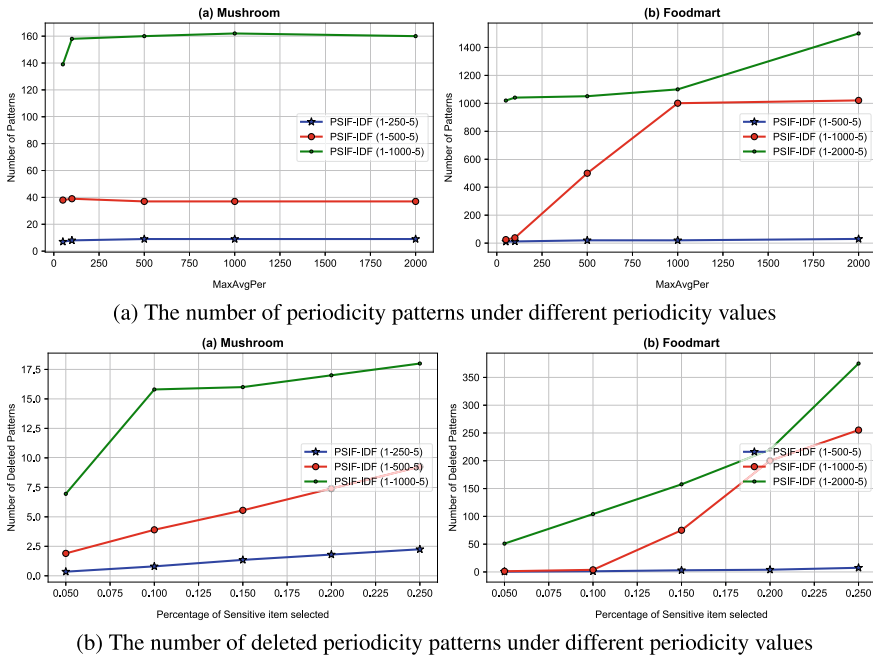 (a) Mushroom
Number of Patterns
160
140
120
100
80
60
40
20
0
PSIF-IDF (1-250-5)
PSIF-IDF (1-500-5)
PSIF-IDF (1-1000-5)
0 250 500 750 1000 1250 1500 1750 2000
MaxAvgPer
(b) Foodmart
Number of Patterns
1400
1200
1000
800
600
400
200
0
PSIF-IDF (1-500-5)
PSIF-IDF (1-1000-5)
PSIF-IDF (1-2000-5)
0 250 500 750 1000 1250 1500 1750 2000
MaxAvgPer
(a) The number of periodicity patterns under different periodicity values
(a) Mushroom
Number of Deleted Patterns
17,5
15,0
12,5
10,0
7,5
5,0
2,5
0,0
PSIF-IDF (1-250-5)
PSIF-IDF (1-500-5)
PSIF-IDF (1-1000-5)
0,050 0,075 0,100 0,125 0,150 0,175 0,200 0,225 0,250
Percentage of Sensitive item selected
(b) Foodmart
Number of Deleted Patterns
350
300
250
200
150
100
50
0
PSIF-IDF (1-500-5)
PSIF-IDF (1-1000-5)
PSIF-IDF (1-2000-5)
0,050 0,075 0,100 0,125 0,150 0,175 0,200 0,225 0,250
Percentage of Sensitive item selected
(b) The number of deleted periodicity patterns under different periodicity values